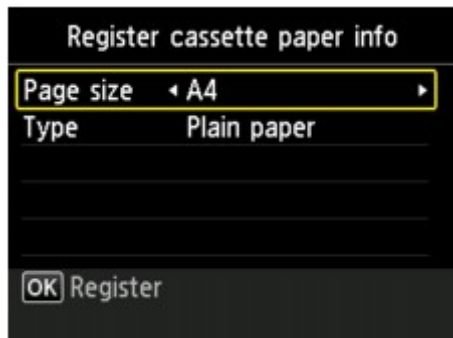 Register cassette paper info
Page size A4
Type Plain paper
OK Register